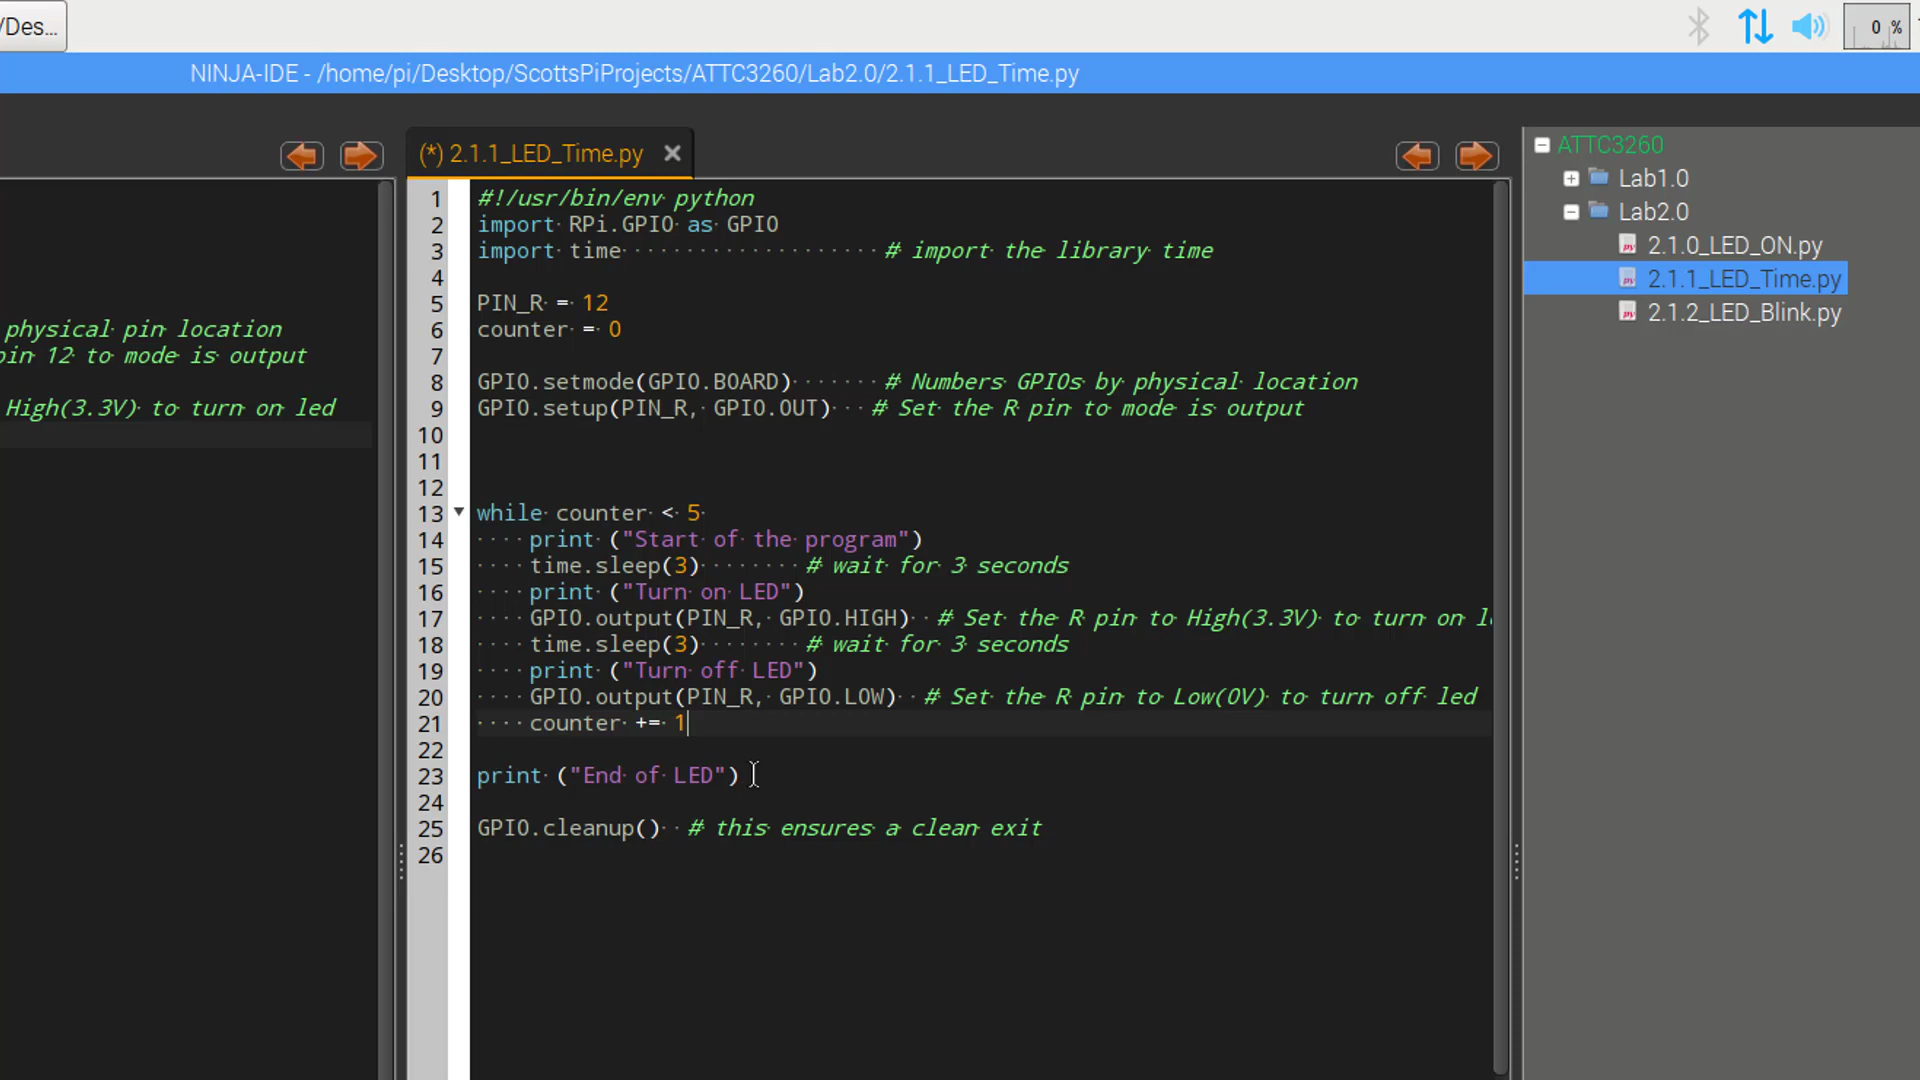 /Des...
0 %
NINJA-IDE - /home/pi/Desktop/ScottsPiProjects/ATTC3260/Lab2.0/2.1.1_LED_Time.py
physical pin location
pin 12 to mode is output
High(3.3V) to turn on led
(*) 2.1.1_LED_Time.py
1 #!/usr/bin/env python
2 import RPi.GPIO as GPIO
3 import time # import the library time
4
5 PIN_R = 12
6 counter = 0
7
8 GPIO.setmode(GPIO.BOARD) # Numbers GPIOs by physical location
9 GPIO.setup(PIN_R, GPIO.OUT) # Set the R pin to mode is output
10
11
12
13 while counter < 5
14 print ("Start of the program")
15 time.sleep(3) # wait for 3 seconds
16 print ("Turn on LED")
17 GPIO.output(PIN_R, GPIO.HIGH) # Set the R pin to High(3.3V) to turn on l
18 time.sleep(3) # wait for 3 seconds
19 print ("Turn off LED")
20 GPIO.output(PIN_R, GPIO.LOW) # Set the R pin to Low(0V) to turn off led
21 counter += 1
22
23 print ("End of LED")
24
25 GPIO.cleanup() # this ensures a clean exit
26
ATTC3260
Lab1.0
Lab2.0
2.1.0_LED_ON.py
2.1.1_LED_Time.py
2.1.2_LED_Blink.py